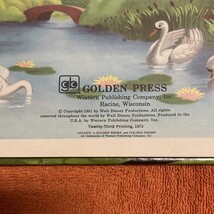 gb
GOLDEN PRESS
Western Publishing Company, Inc.
Racine, Wisconsin
© Copyright 1951 by Walt Disney Productions. All rights
reserved throughout the world by Walt Disney Productions. Produced in the
U.S.A. by Western Publishing Company, Inc.
Twenty-Third Printing, 1973
GOLDEN, A GOLDEN BOOK® and GOLDEN PRESS®
are trademarks of Western Publishing Company, Inc.